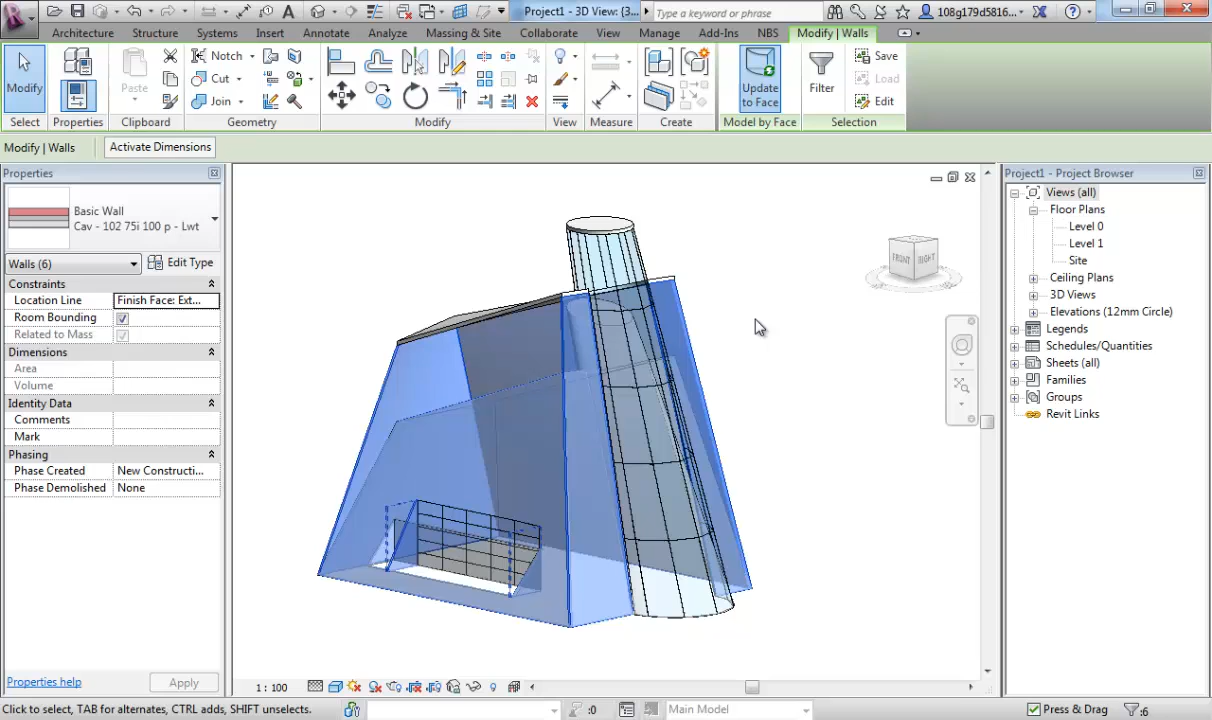 Project1 - 3D View: {3...
Type a keyword or phrase
108g179d5816...
Architecture
Structure
Systems
Insert
Annotate
Analyze
Massing & Site
Collaborate
View
Manage
Add-Ins
NBS
Modify | Walls
Modify
Paste
Notch
Cut
Join
Update
to Face
Filter
Save
Load
Edit
Select
Properties
Clipboard
Geometry
Modify
View
Measure
Create
Model by Face
Selection
Modify | Walls
Activate Dimensions
Properties
Basic Wall
Cav - 102 75i 100 p - Lwt
Walls (6)
Edit Type
Constraints
Location Line
Finish Face: Ext...
Room Bounding
Related to Mass
Dimensions
Area
Volume
Identity Data
Comments
Mark
Phasing
Phase Created
New Constructi...
Phase Demolished
None
Properties help
Apply
FRONT
RIGHT
1 : 100
Project1 - Project Browser
Views (all)
Floor Plans
Level 0
Level 1
Site
Ceiling Plans
3D Views
Elevations (12mm Circle)
Legends
Schedules/Quantities
Sheets (all)
Families
Groups
Revit Links
Click to select, TAB for alternates, CTRL adds, SHIFT unselects.
:0
Main Model
Press & Drag
:6